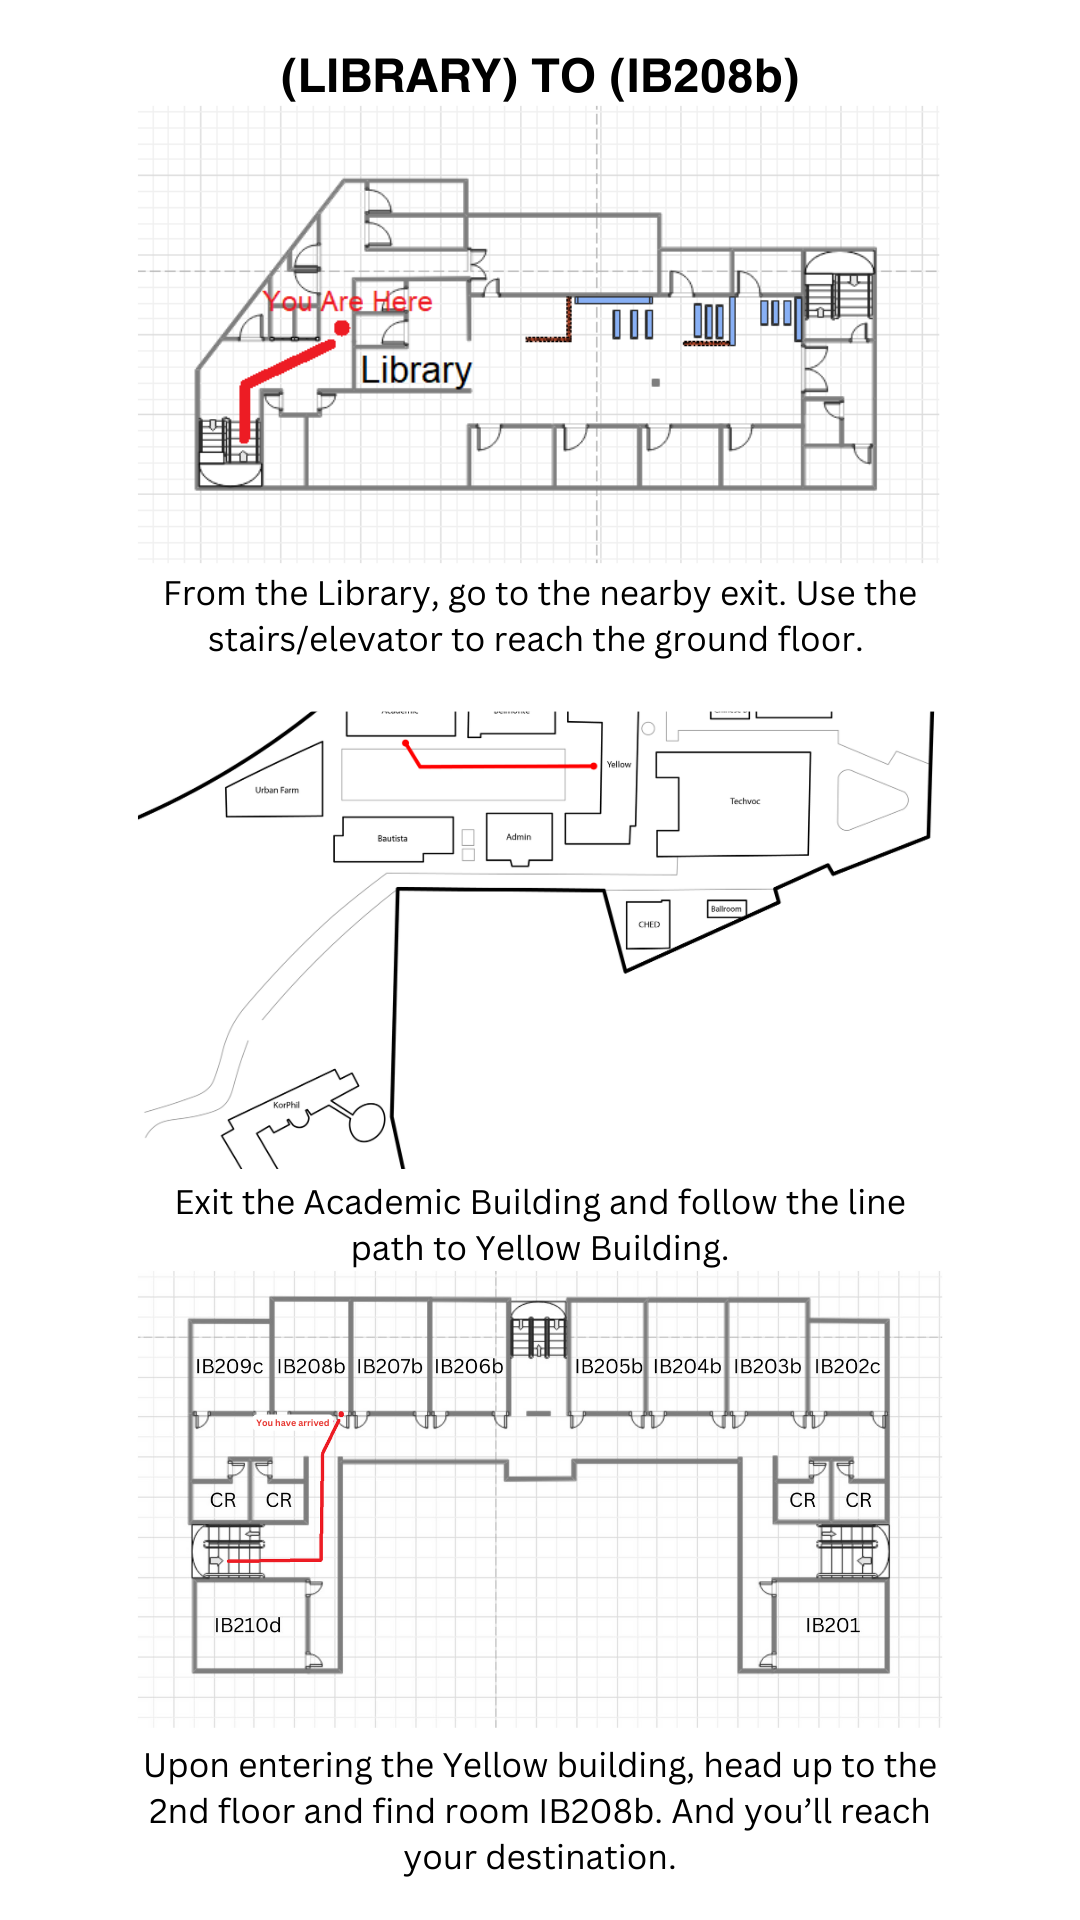 (LIBRARY) TO (IB208b)
You Are Here
Library
From the Library, go to the nearby exit. Use the
stairs/elevator to reach the ground floor.
Academic
Belmonte
Yellow
Urban Farm
Techvoc
Bautista
Admin
CHED
Ballroom
KorPhil
Exit the Academic Building and follow the line
path to Yellow Building.
IB209c IB208b IB207b IB206b IB205b IB204b IB203b IB202c
You have arrived
CR CR CR CR
IB210d IB201
Upon entering the Yellow building, head up to the
2nd floor and find room IB208b. And you’ll reach
your destination.